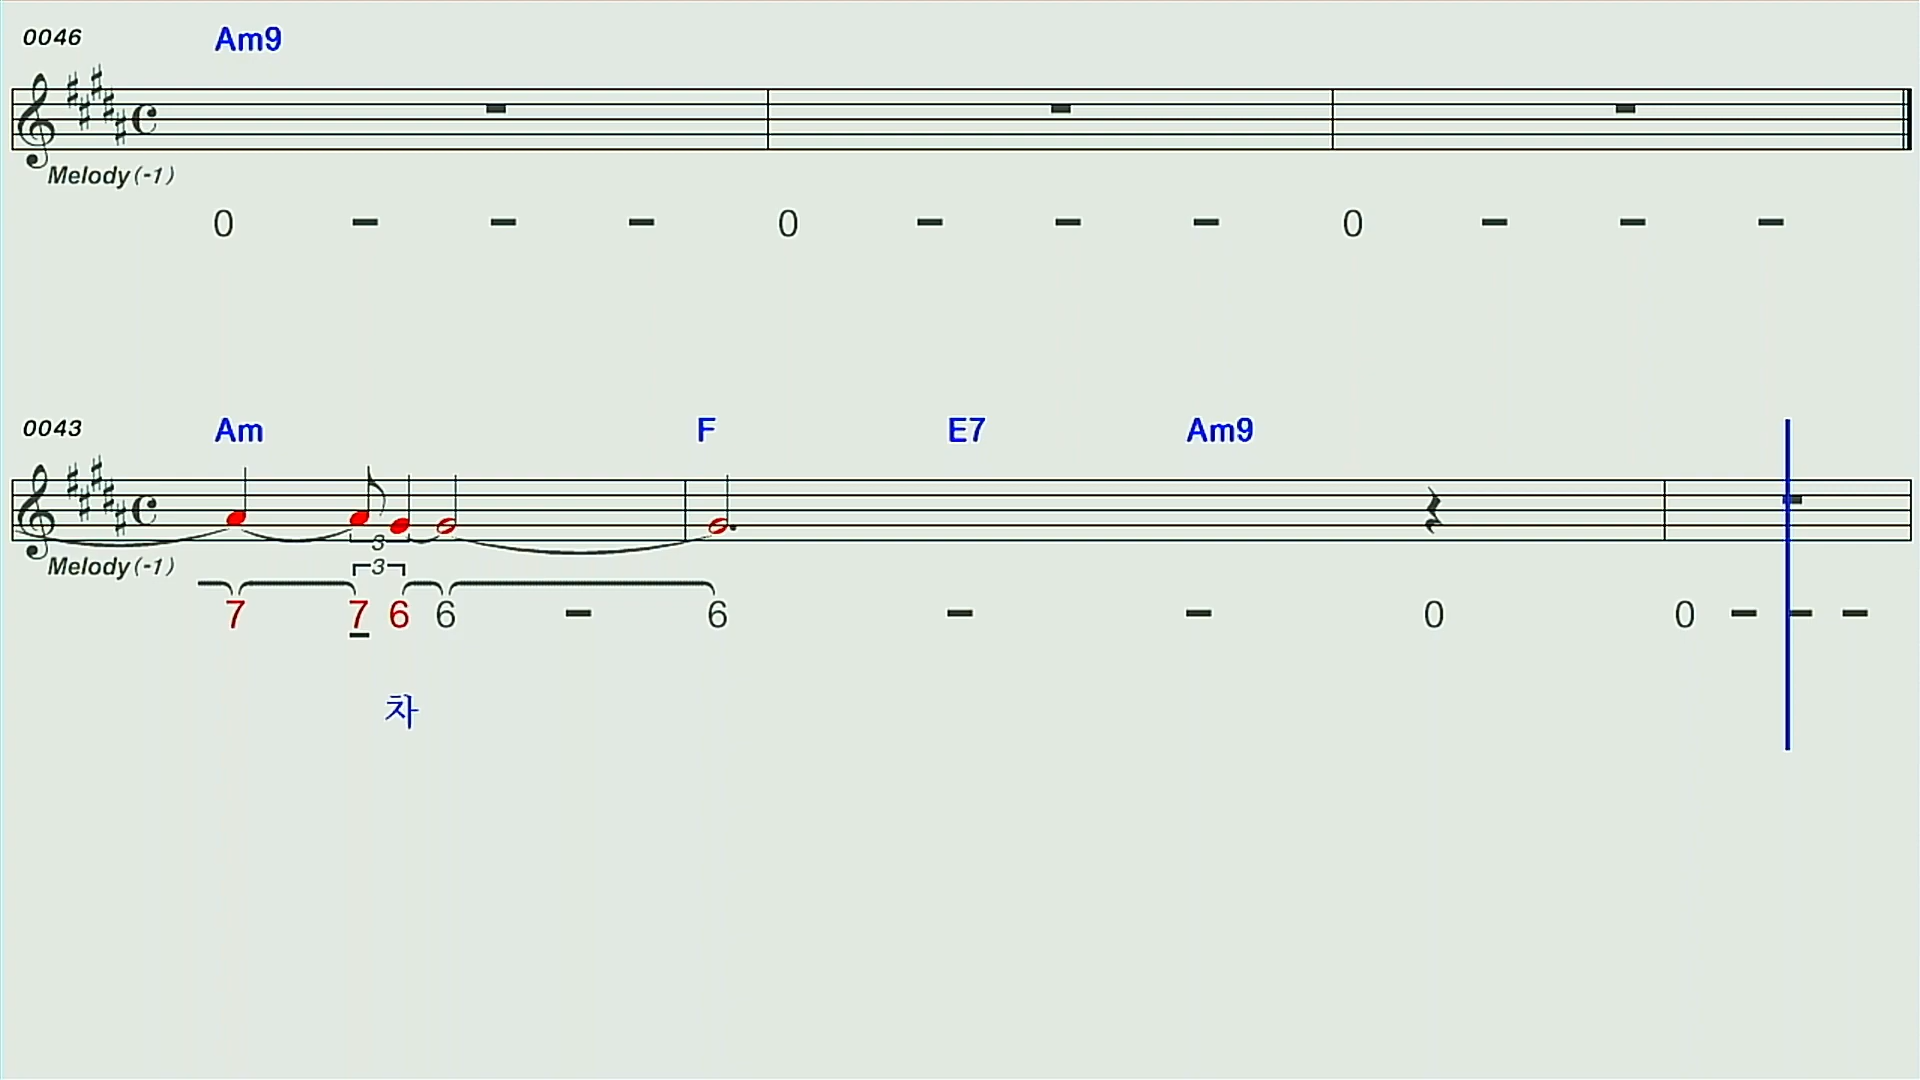 0046 Am9
Melody(-1)
0 - - - 0 - - - 0 - - -
0043 Am F E7 Am9
3
Melody(-1) 3
7 7 6 6 - 6 - - 0 0 - - -
차